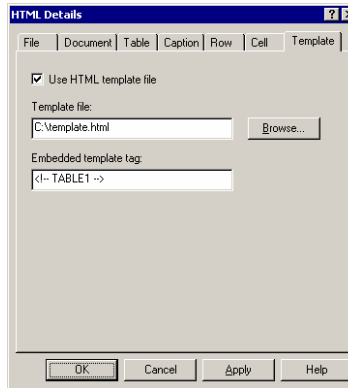 HTML Details
File Document Table Caption Row Cell Template
Use HTML template file
Template file:
C:\template.html Browse...
Embedded template tag:
<!-- TABLE1 -->
OK Cancel Apply Help